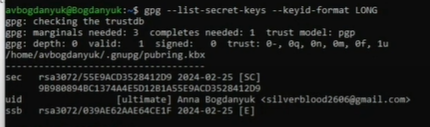 avbogdanyuk@Bogdanyuk:~$ gpg --list-secret-keys --keyid-format LONG
gpg: checking the trustdb
gpg: marginals needed: 3  completes needed: 1  trust model: pgp
gpg: depth: 0  valid:   1  signed:   0  trust: 0-, 0q, 0n, 0m, 0f, 1u
/home/avbogdanyuk/.gnupg/pubring.kbx
------------------------------------
sec   rsa3072/55E9ACD3528412D9 2024-02-25 [SC]
      9B980894BC1374A4E5D12B1A55E9ACD3528412D9
uid                 [ultimate] Anna Bogdanyuk <silverblood2606@gmail.com>
ssb   rsa3072/039AE62AAE64CE1F 2024-02-25 [E]